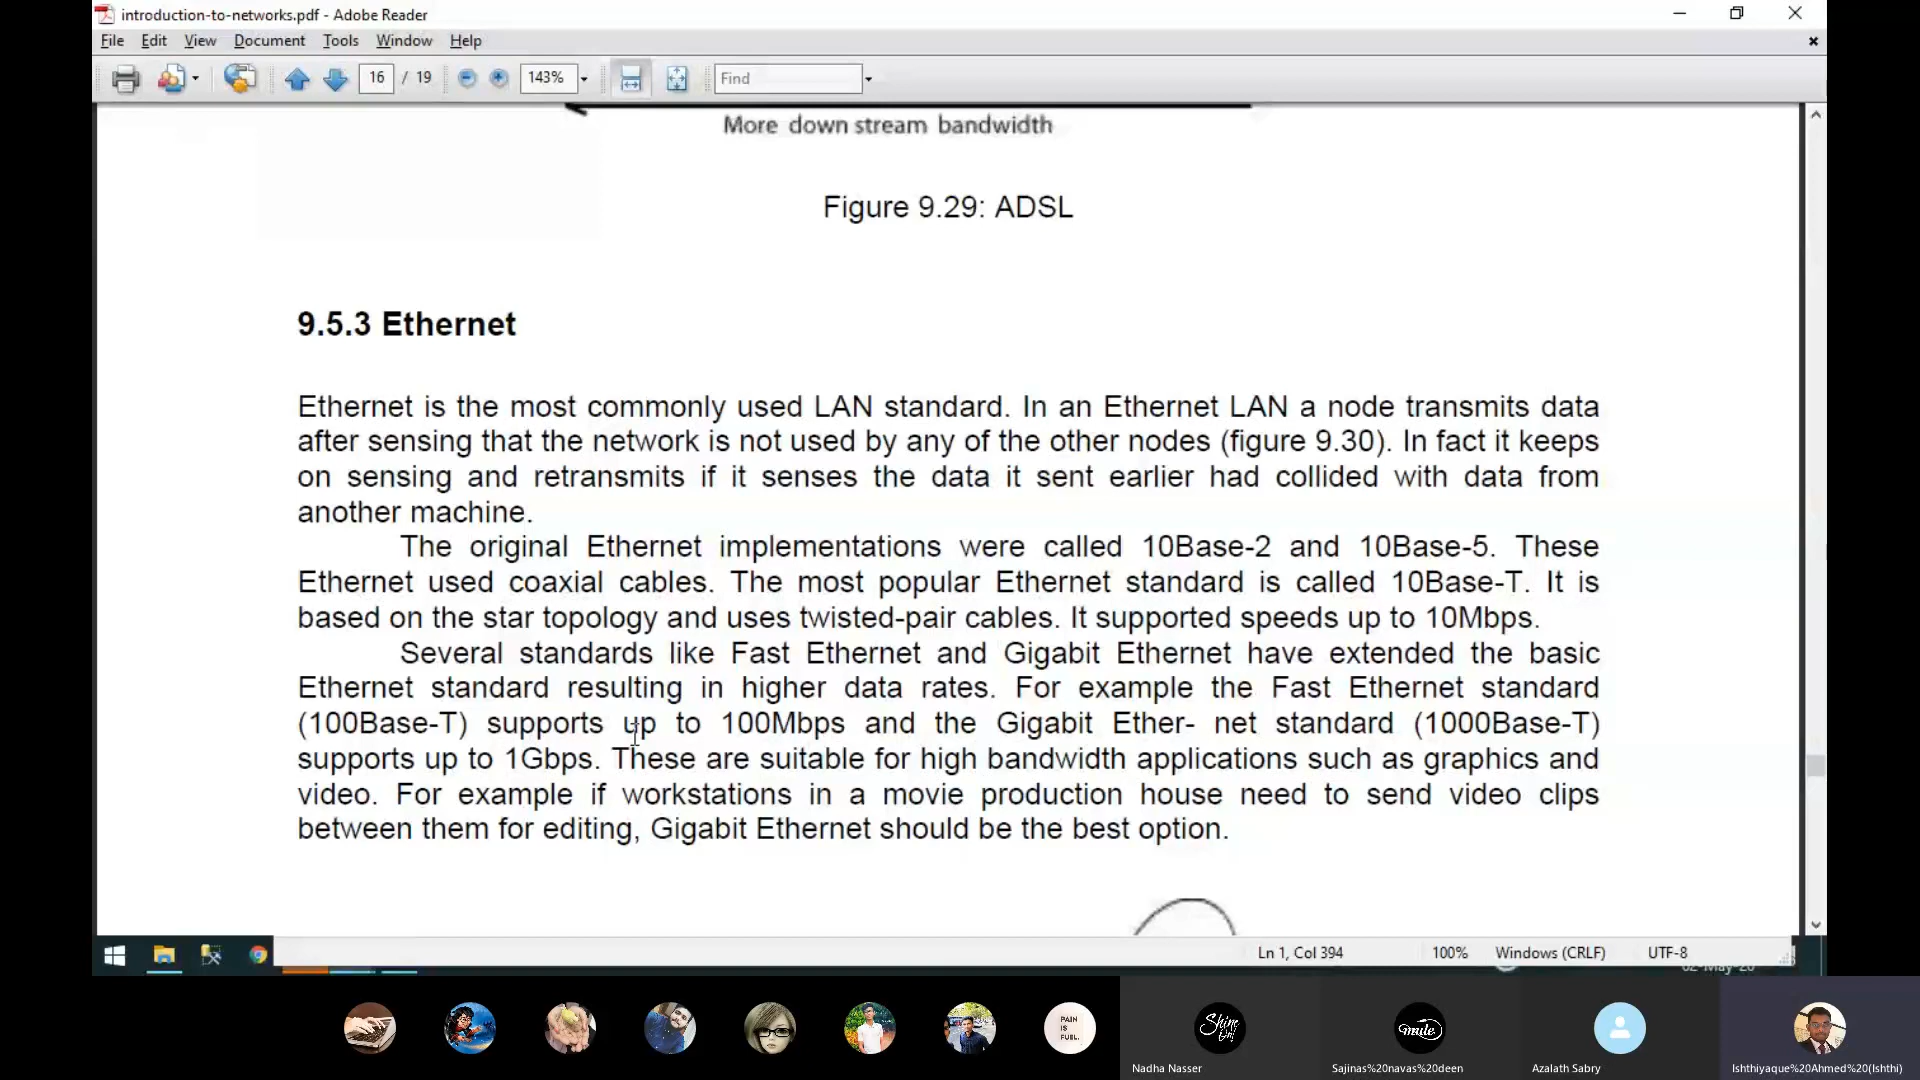 introduction-to-networks.pdf - Adobe Reader
File Edit View Document Tools Window Help
16 / 19 143% Find
More down stream bandwidth
Figure 9.29: ADSL
9.5.3 Ethernet
Ethernet is the most commonly used LAN standard. In an Ethernet LAN a node transmits data
after sensing that the network is not used by any of the other nodes (figure 9.30). In fact it keeps
on sensing and retransmits if it senses the data it sent earlier had collided with data from
another machine.
The original Ethernet implementations were called 10Base-2 and 10Base-5. These
Ethernet used coaxial cables. The most popular Ethernet standard is called 10Base-T. It is
based on the star topology and uses twisted-pair cables. It supported speeds up to 10Mbps.
Several standards like Fast Ethernet and Gigabit Ethernet have extended the basic
Ethernet standard resulting in higher data rates. For example the Fast Ethernet standard
(100Base-T) supports up to 100Mbps and the Gigabit Ether- net standard (1000Base-T)
supports up to 1Gbps. These are suitable for high bandwidth applications such as graphics and
video. For example if workstations in a movie production house need to send video clips
between them for editing, Gigabit Ethernet should be the best option.
Ln 1, Col 394 100% Windows (CRLF) UTF-8
02-May-20
PAIN
IS
FUEL.
Shine
mule
Nadha Nasser Sajinas%20navas%20deen Azalath Sabry Ishthiyaque%20Ahmed%20(Ishthi)